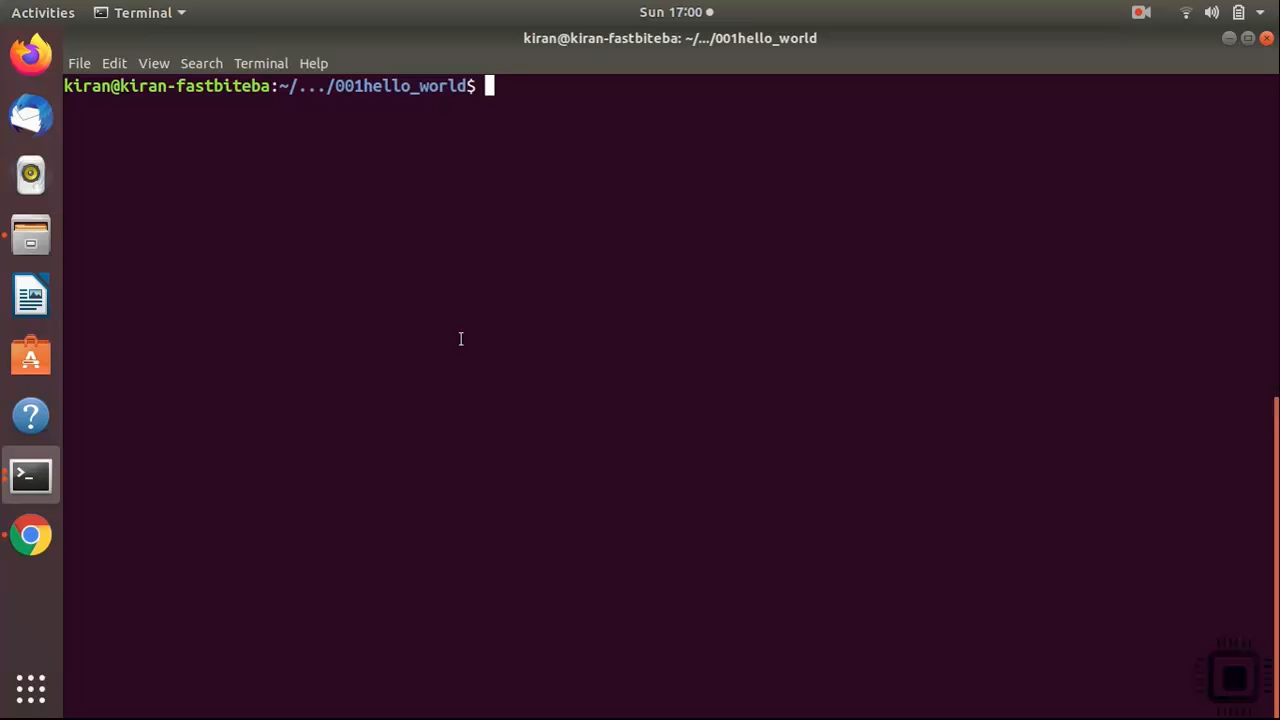 Activities Terminal Sun 17:00
kiran@kiran-fastbiteba: ~/.../001hello_world
File Edit View Search Terminal Help
kiran@kiran-fastbiteba:~/.../001hello_world$